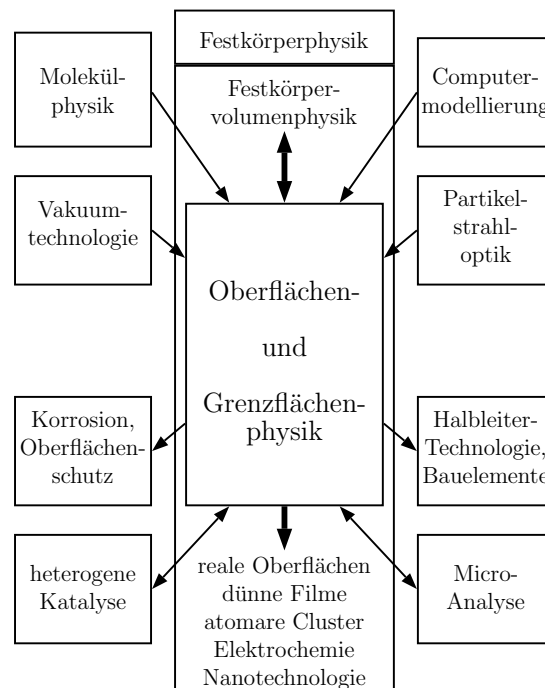 Festkörperphysik
Molekül-
physik
Festkörper-
volumenphysik
Computer-
modellierung
Vakuum-
technologie
Partikel-
strahl-
optik
Oberflächen-
und
Grenzflächen-
physik
Korrosion,
Oberflächen-
schutz
Halbleiter-
Technologie,
Bauelemente
heterogene
Katalyse
reale Oberflächen
dünne Filme
atomare Cluster
Elektrochemie
Nanotechnologie
Micro-
Analyse